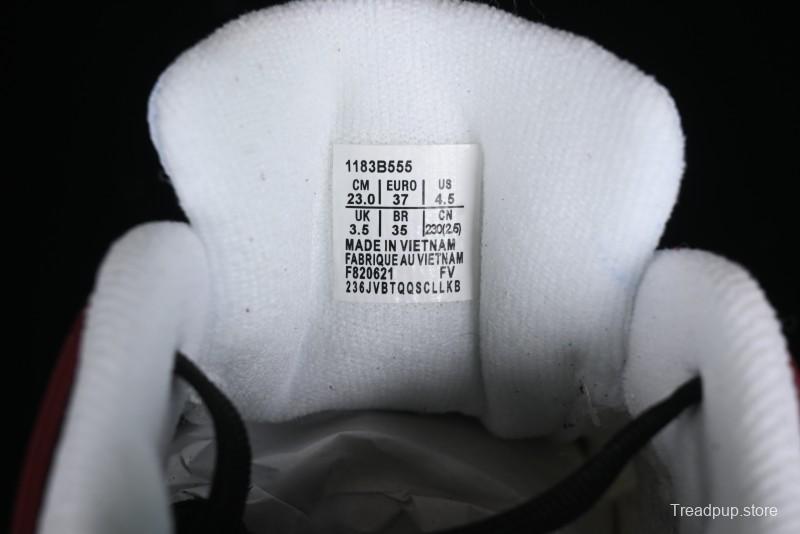 1183B555
CM EURO US
23.0 37 4.5
UK BR CN
3.5 35 230(2.5)
MADE IN VIETNAM
FABRIQUE AU VIETNAM
F820621 FV
236JVBTQQSCLLKB
Treadpup.store